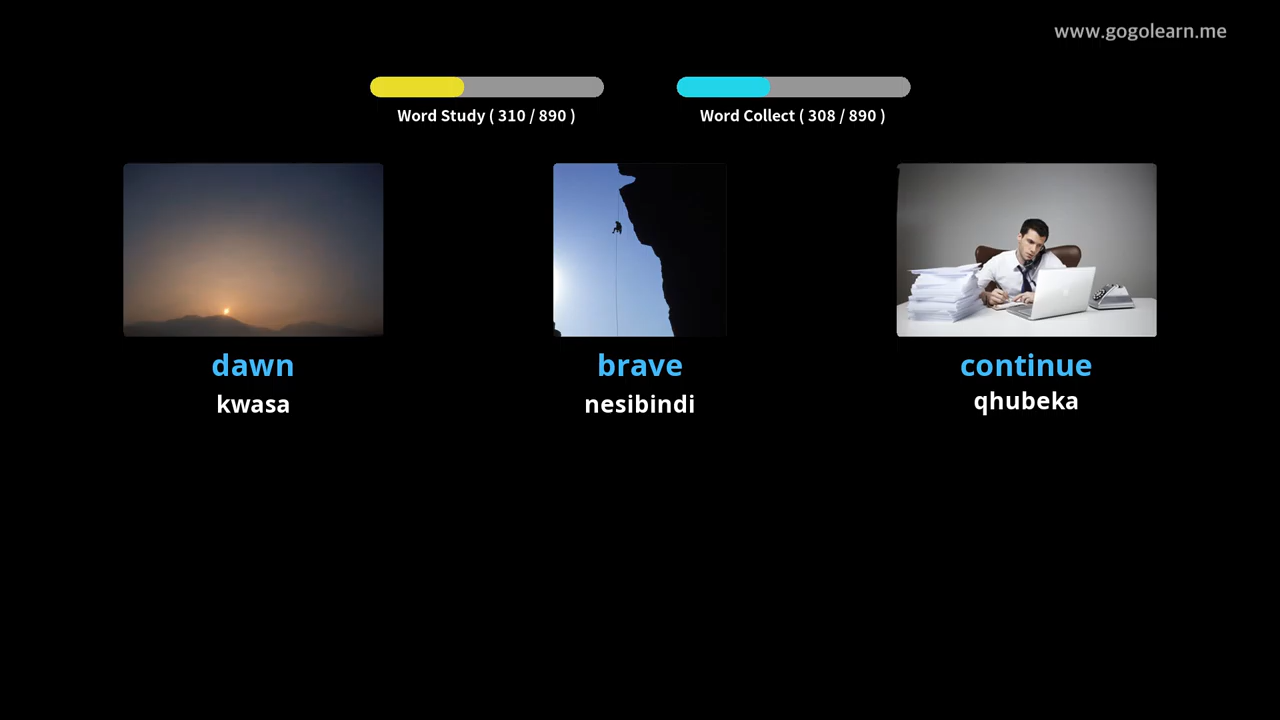 www.gogolearn.me
Word Study ( 310 / 890 )
Word Collect ( 308 / 890 )
dawn
kwasa
brave
nesibindi
continue
qhubeka